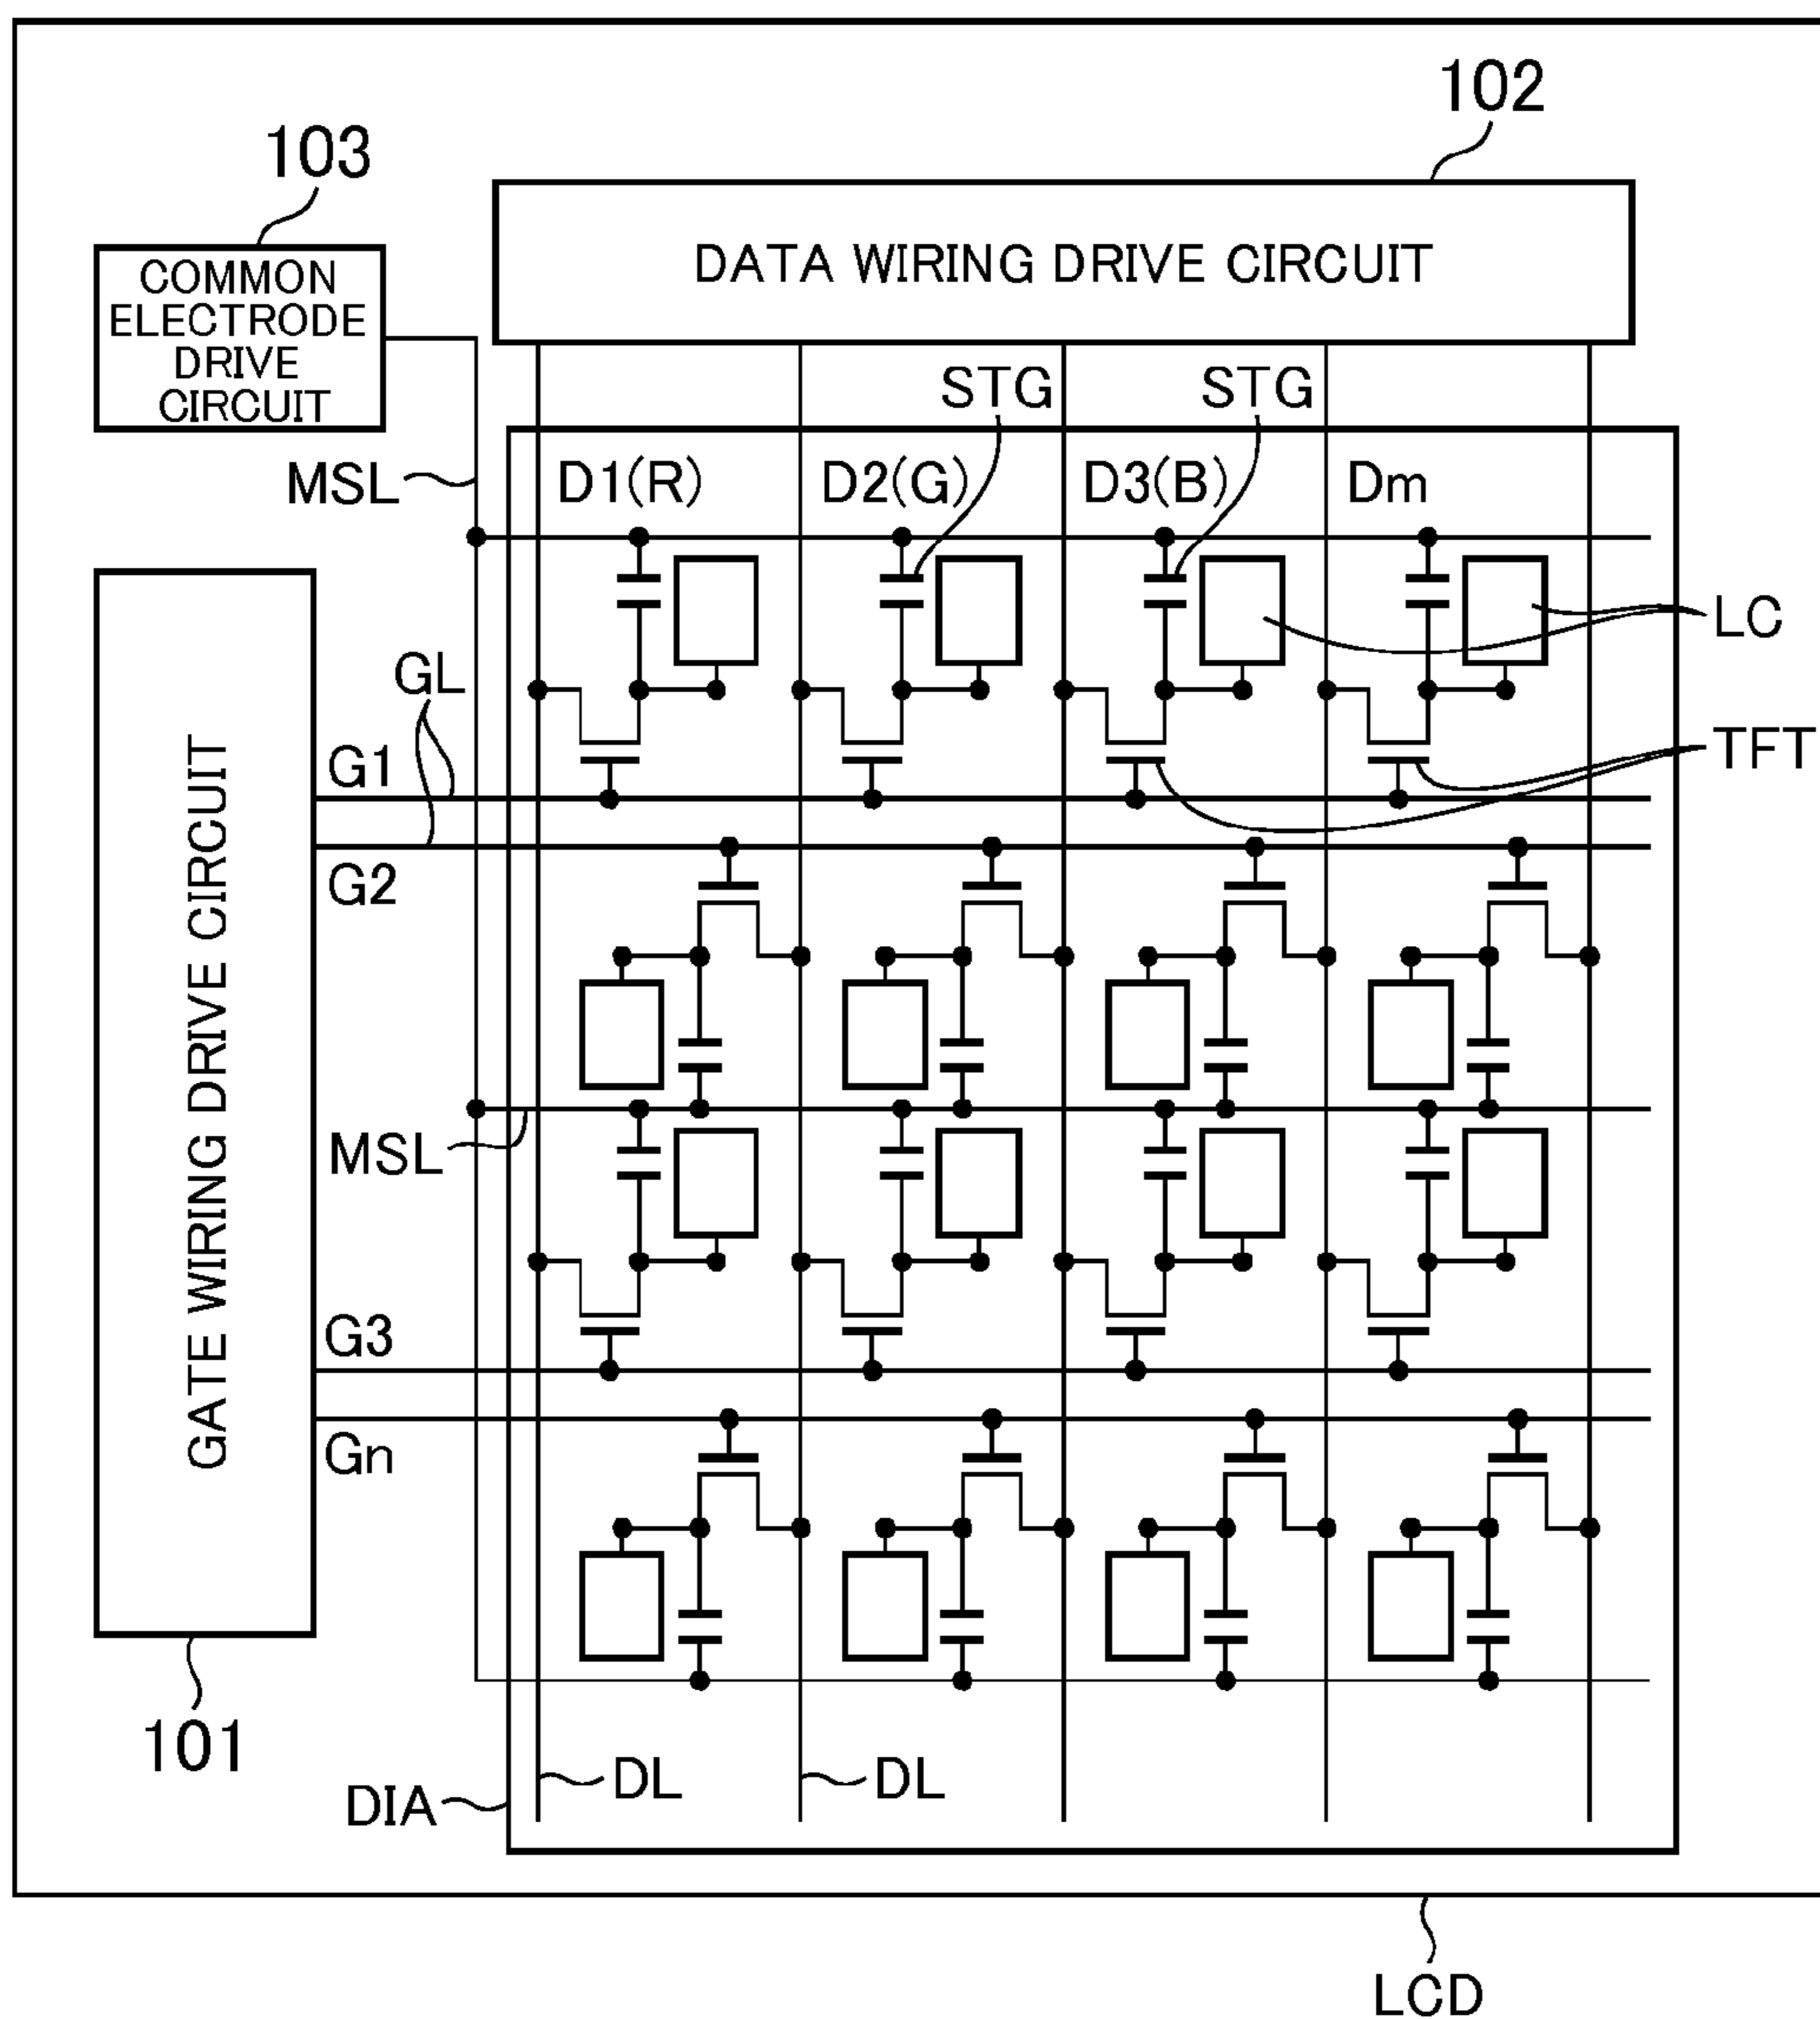 102
103
DATA WIRING DRIVE CIRCUIT
COMMON
ELECTRODE
DRIVE
CIRCUIT
STG
STG
MSL
D1(R)
D2(G)
D3(B)
Dm
LC
GL
TFT
G1
G2
GATE WIRING DRIVE CIRCUIT
MSL
G3
Gn
101
DL
DL
DIA
LCD